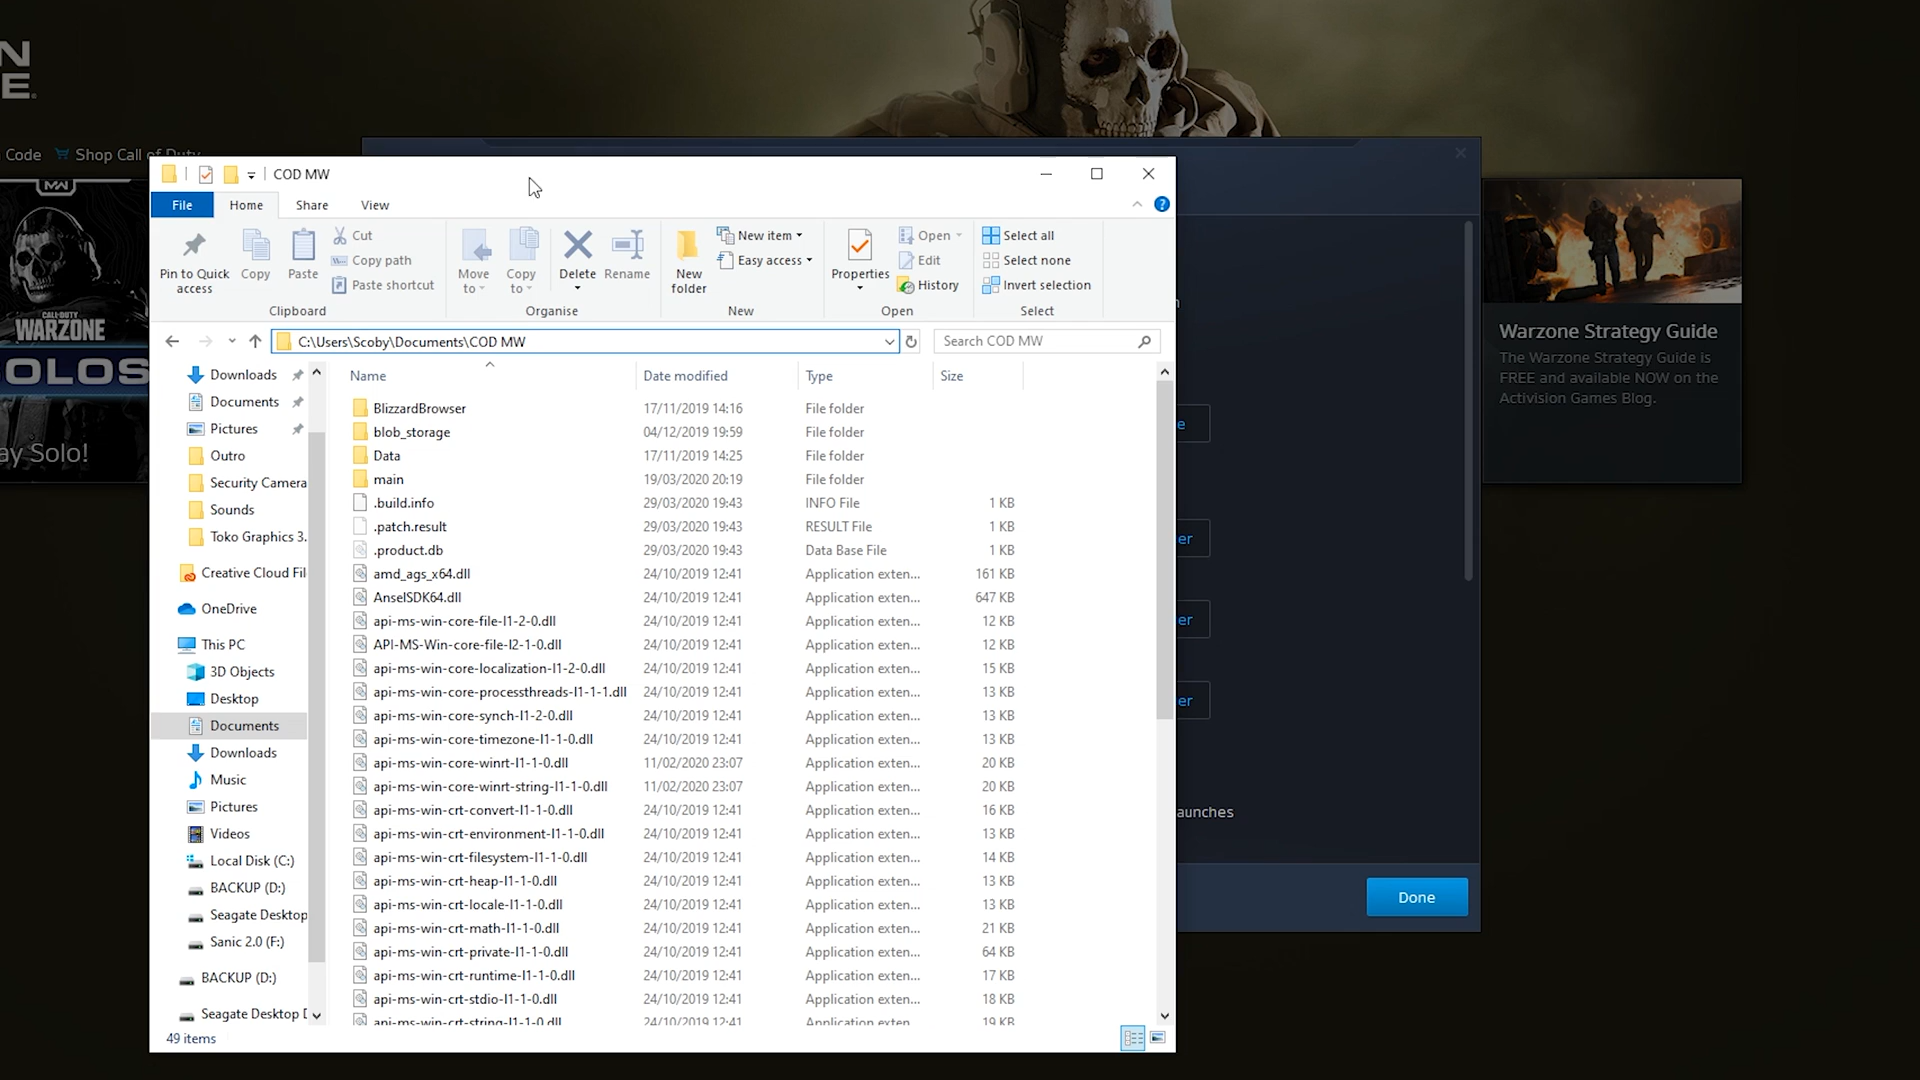 N
E.
Code
Shop Call of Duty
MW
CALL·DUTY
WARZONE
OLOS
ay Solo!
COD MW
File
Home
Share
View
Pin to Quick access
Copy
Paste
Cut
Copy path
Paste shortcut
Clipboard
Move to
Copy to
Delete
Rename
Organise
New folder
New item
Easy access
New
Properties
Open
Edit
History
Open
Select all
Select none
Invert selection
Select
C:\Users\Scoby\Documents\COD MW
Search COD MW
Downloads
Documents
Pictures
Outro
Security Camera
Sounds
Toko Graphics 3.
Creative Cloud Fil
OneDrive
This PC
3D Objects
Desktop
Documents
Downloads
Music
Pictures
Videos
Local Disk (C:)
BACKUP (D:)
Seagate Desktop
Sanic 2.0 (F:)
BACKUP (D:)
Seagate Desktop D
Name Date modified Type Size
BlizzardBrowser 17/11/2019 14:16 File folder
blob_storage 04/12/2019 19:59 File folder
Data 17/11/2019 14:25 File folder
main 19/03/2020 20:19 File folder
.build.info 29/03/2020 19:43 INFO File 1 KB
.patch.result 29/03/2020 19:43 RESULT File 1 KB
.product.db 29/03/2020 19:43 Data Base File 1 KB
amd_ags_x64.dll 24/10/2019 12:41 Application exten... 161 KB
AnselSDK64.dll 24/10/2019 12:41 Application exten... 647 KB
api-ms-win-core-file-l1-2-0.dll 24/10/2019 12:41 Application exten... 12 KB
API-MS-Win-core-file-l2-1-0.dll 24/10/2019 12:41 Application exten... 12 KB
api-ms-win-core-localization-l1-2-0.dll 24/10/2019 12:41 Application exten... 15 KB
api-ms-win-core-processthreads-l1-1-1.dll 24/10/2019 12:41 Application exten... 13 KB
api-ms-win-core-synch-l1-2-0.dll 24/10/2019 12:41 Application exten... 13 KB
api-ms-win-core-timezone-l1-1-0.dll 24/10/2019 12:41 Application exten... 13 KB
api-ms-win-core-winrt-l1-1-0.dll 11/02/2020 23:07 Application exten... 20 KB
api-ms-win-core-winrt-string-l1-1-0.dll 11/02/2020 23:07 Application exten... 20 KB
api-ms-win-crt-convert-l1-1-0.dll 24/10/2019 12:41 Application exten... 16 KB
api-ms-win-crt-environment-l1-1-0.dll 24/10/2019 12:41 Application exten... 13 KB
api-ms-win-crt-filesystem-l1-1-0.dll 24/10/2019 12:41 Application exten... 14 KB
api-ms-win-crt-heap-l1-1-0.dll 24/10/2019 12:41 Application exten... 13 KB
api-ms-win-crt-locale-l1-1-0.dll 24/10/2019 12:41 Application exten... 13 KB
api-ms-win-crt-math-l1-1-0.dll 24/10/2019 12:41 Application exten... 21 KB
api-ms-win-crt-private-l1-1-0.dll 24/10/2019 12:41 Application exten... 64 KB
api-ms-win-crt-runtime-l1-1-0.dll 24/10/2019 12:41 Application exten... 17 KB
api-ms-win-crt-stdio-l1-1-0.dll 24/10/2019 12:41 Application exten... 18 KB
api-ms-win-crt-string-l1-1-0.dll 24/10/2019 12:41 Application exten... 19 KB
49 items
n
e
er
er
er
aunches
Done
Warzone Strategy Guide
The Warzone Strategy Guide is
FREE and available NOW on the
Activision Games Blog.